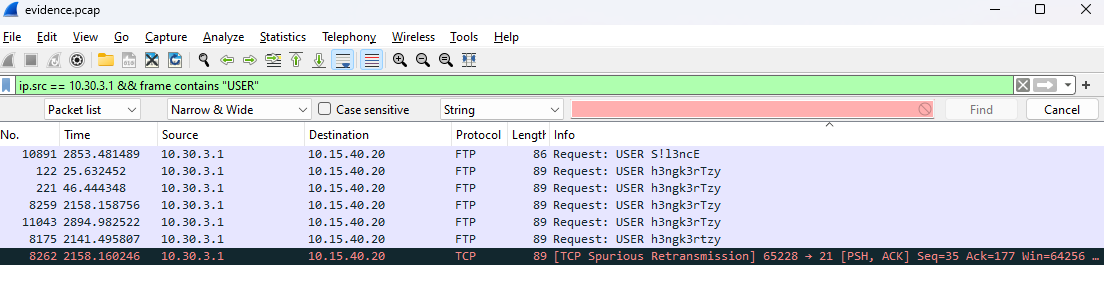 evidence.pcap
File Edit View Go Capture Analyze Statistics Telephony Wireless Tools Help
ip.src == 10.30.3.1 && frame contains "USER"
Packet list Narrow & Wide Case sensitive String Find Cancel
No. Time Source Destination Protocol Length Info
10891 2853.481489 10.30.3.1 10.15.40.20 FTP 86 Request: USER S!l3ncE
122 25.632452 10.30.3.1 10.15.40.20 FTP 89 Request: USER h3ngk3rTzy
221 46.444348 10.30.3.1 10.15.40.20 FTP 89 Request: USER h3ngk3rTzy
8259 2158.158756 10.30.3.1 10.15.40.20 FTP 89 Request: USER h3ngk3rTzy
11043 2894.982522 10.30.3.1 10.15.40.20 FTP 89 Request: USER h3ngk3rTzy
8175 2141.495807 10.30.3.1 10.15.40.20 FTP 89 Request: USER h3ngk3rtzy
8262 2158.160246 10.30.3.1 10.15.40.20 TCP 89 [TCP Spurious Retransmission] 65228 → 21 [PSH, ACK] Seq=35 Ack=177 Win=64256 …